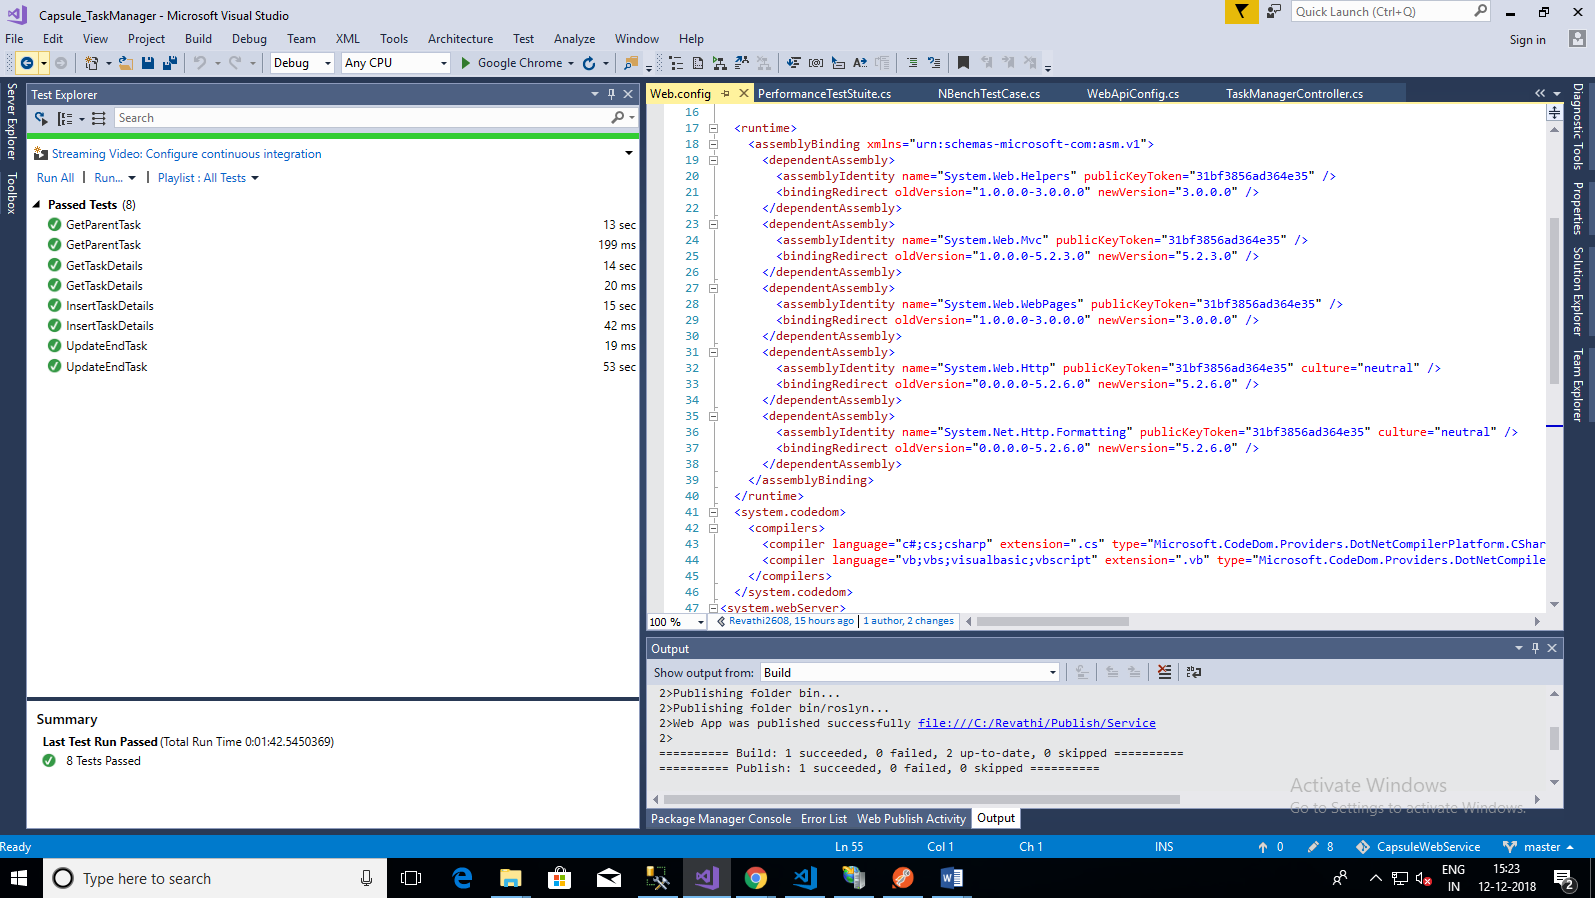 Capsule_TaskManager - Microsoft Visual Studio
Quick Launch (Ctrl+Q)
File Edit View Project Build Debug Team XML Tools Architecture Test Analyze Window Help
Sign in
Debug Any CPU Google Chrome
Server Explorer
Toolbox
Test Explorer
Search
Streaming Video: Configure continuous integration
Run All | Run... | Playlist : All Tests
Passed Tests (8)
GetParentTask 13 sec
GetParentTask 199 ms
GetTaskDetails 14 sec
GetTaskDetails 20 ms
InsertTaskDetails 15 sec
InsertTaskDetails 42 ms
UpdateEndTask 19 ms
UpdateEndTask 53 sec
Summary
Last Test Run Passed (Total Run Time 0:01:42.5450369)
8 Tests Passed
Web.config PerformanceTestStuite.cs NBenchTestCase.cs WebApiConfig.cs TaskManagerController.cs
16
17 <runtime>
18 <assemblyBinding xmlns="urn:schemas-microsoft-com:asm.v1">
19 <dependentAssembly>
20 <assemblyIdentity name="System.Web.Helpers" publicKeyToken="31bf3856ad364e35" />
21 <bindingRedirect oldVersion="1.0.0.0-3.0.0.0" newVersion="3.0.0.0" />
22 </dependentAssembly>
23 <dependentAssembly>
24 <assemblyIdentity name="System.Web.Mvc" publicKeyToken="31bf3856ad364e35" />
25 <bindingRedirect oldVersion="1.0.0.0-5.2.3.0" newVersion="5.2.3.0" />
26 </dependentAssembly>
27 <dependentAssembly>
28 <assemblyIdentity name="System.Web.WebPages" publicKeyToken="31bf3856ad364e35" />
29 <bindingRedirect oldVersion="1.0.0.0-3.0.0.0" newVersion="3.0.0.0" />
30 </dependentAssembly>
31 <dependentAssembly>
32 <assemblyIdentity name="System.Web.Http" publicKeyToken="31bf3856ad364e35" culture="neutral" />
33 <bindingRedirect oldVersion="0.0.0.0-5.2.6.0" newVersion="5.2.6.0" />
34 </dependentAssembly>
35 <dependentAssembly>
36 <assemblyIdentity name="System.Net.Http.Formatting" publicKeyToken="31bf3856ad364e35" culture="neutral" />
37 <bindingRedirect oldVersion="0.0.0.0-5.2.6.0" newVersion="5.2.6.0" />
38 </dependentAssembly>
39 </assemblyBinding>
40 </runtime>
41 <system.codedom>
42 <compilers>
43 <compiler language="c#;cs;csharp" extension=".cs" type="Microsoft.CodeDom.Providers.DotNetCompilerPlatform.CShar
44 <compiler language="vb;vbs;visualbasic;vbscript" extension=".vb" type="Microsoft.CodeDom.Providers.DotNetCompile
45 </compilers>
46 </system.codedom>
47 <system.webServer>
100 % Revathi2608, 15 hours ago | 1 author, 2 changes
Output
Show output from: Build
2>Publishing folder bin...
2>Publishing folder bin/roslyn...
2>Web App was published successfully file:///C:/Revathi/Publish/Service
2>
========== Build: 1 succeeded, 0 failed, 2 up-to-date, 0 skipped ==========
========== Publish: 1 succeeded, 0 failed, 0 skipped ==========
Activate Windows
Go to Settings to activate Windows.
Package Manager Console Error List Web Publish Activity Output
Diagnostic Tools
Properties
Solution Explorer
Team Explorer
Ready Ln 55 Col 1 Ch 1 INS 0 8 CapsuleWebService master
Type here to search
ENG
IN
15:23
12-12-2018
2